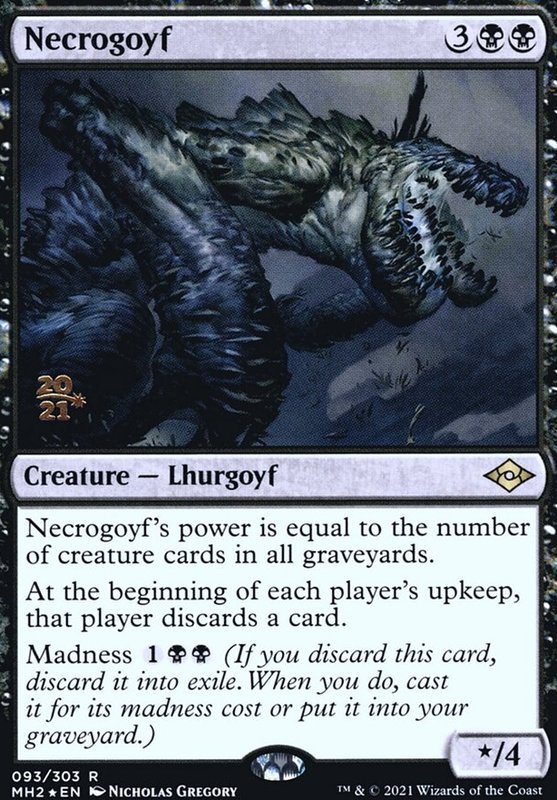 Necrogoyf 3
20
21
Creature — Lhurgoyf
Necrogoyf's power is equal to the number
of creature cards in all graveyards.
At the beginning of each player's upkeep,
that player discards a card.
Madness 1 (If you discard this card,
discard it into exile. When you do, cast
it for its madness cost or put it into your
graveyard.)
★/4
093/303 R
MH2★EN Nicholas Gregory
™ & © 2021 Wizards of the Coast